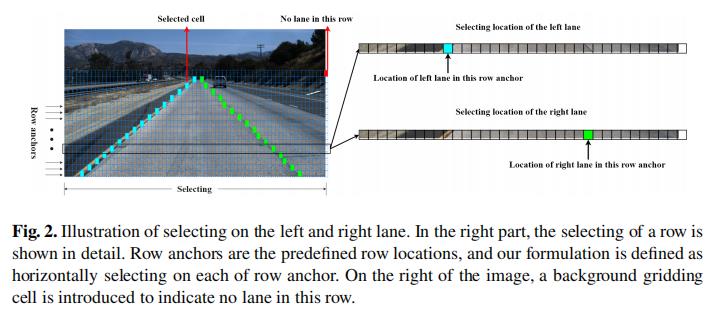 Selected cell
No lane in this row
Selecting location of the left lane
Location of left lane in this row anchor
Row anchors
Selecting location of the right lane
Location of right lane in this row anchor
Selecting
Fig. 2. Illustration of selecting on the left and right lane. In the right part, the selecting of a row is
shown in detail. Row anchors are the predefined row locations, and our formulation is defined as
horizontally selecting on each of row anchor. On the right of the image, a background gridding
cell is introduced to indicate no lane in this row.